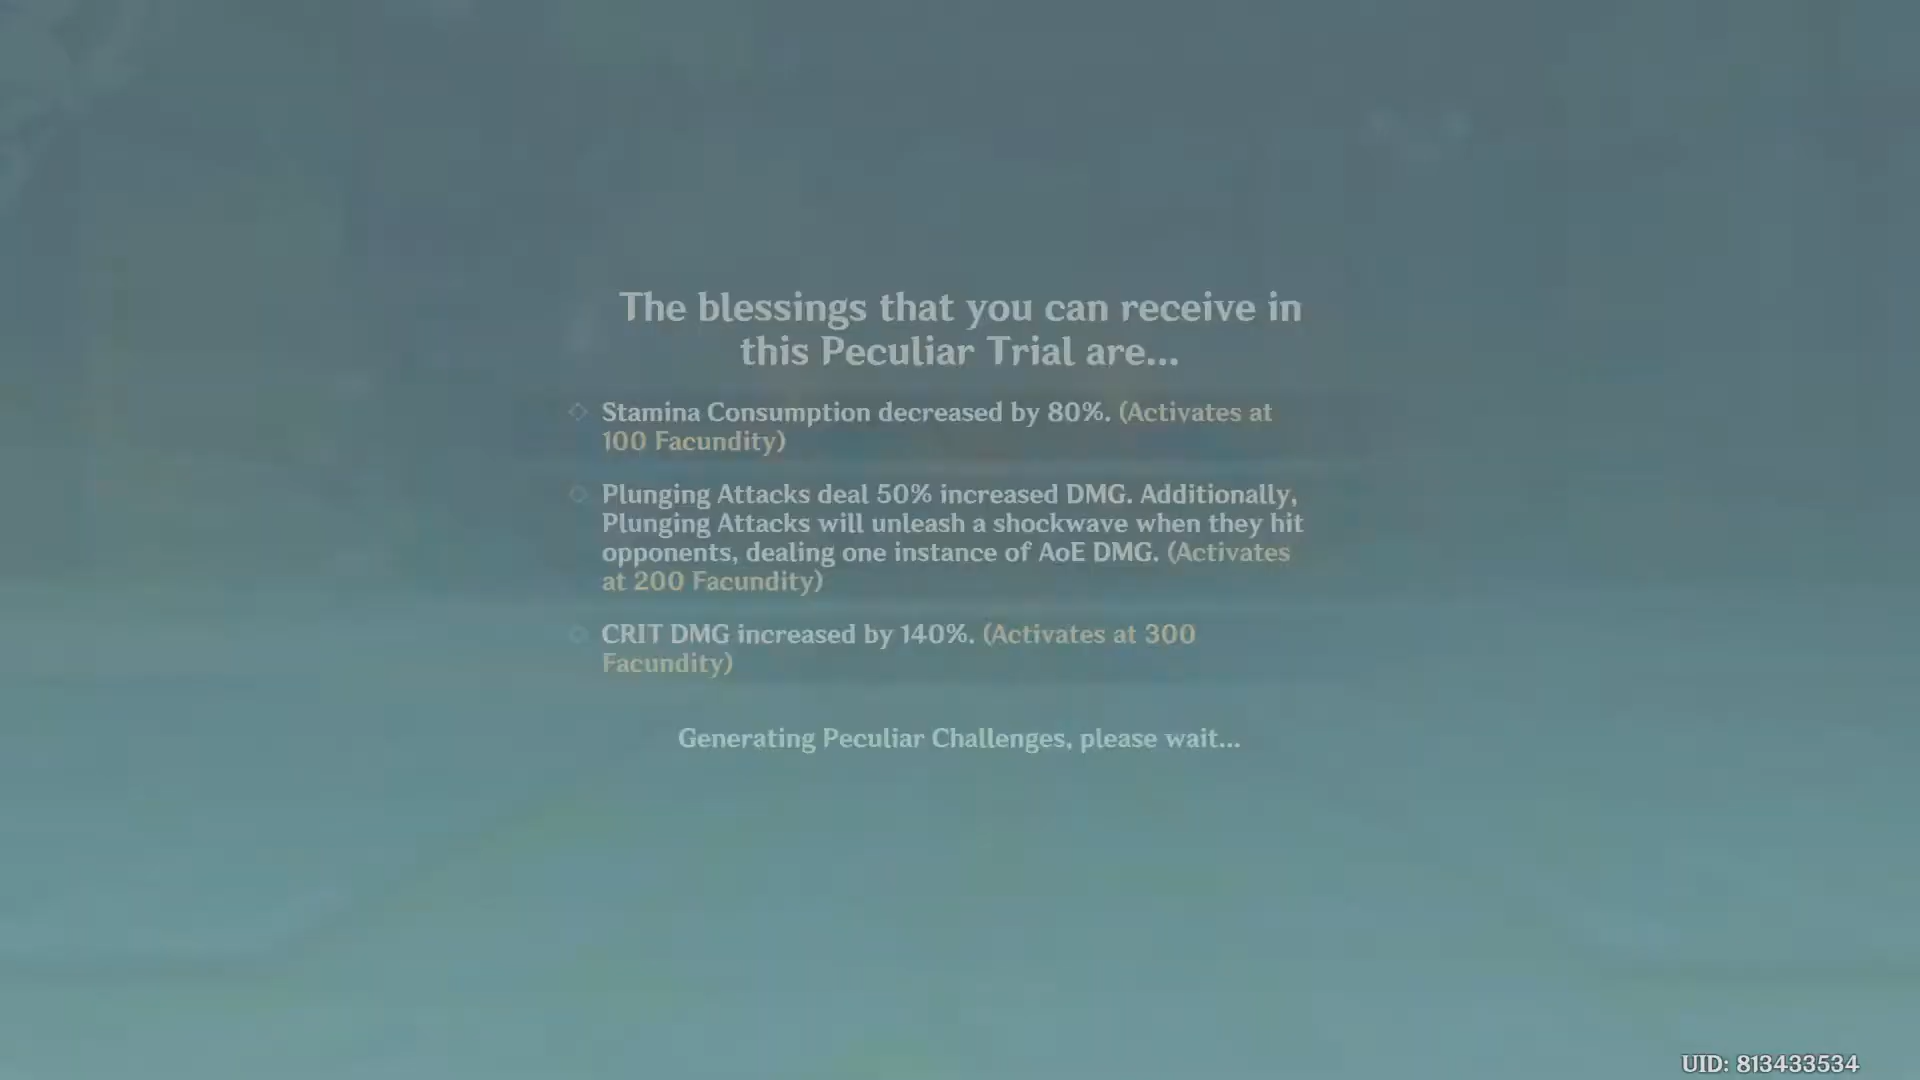 The blessings that you can receive in
this Peculiar Trial are...
Stamina Consumption decreased by 80%. (Activates at
100 Facundity)
Plunging Attacks deal 50% increased DMG. Additionally,
Plunging Attacks will unleash a shockwave when they hit
opponents, dealing one instance of AoE DMG. (Activates
at 200 Facundity)
CRIT DMG increased by 140%. (Activates at 300
Facundity)
Generating Peculiar Challenges, please wait...
UID: 813433534